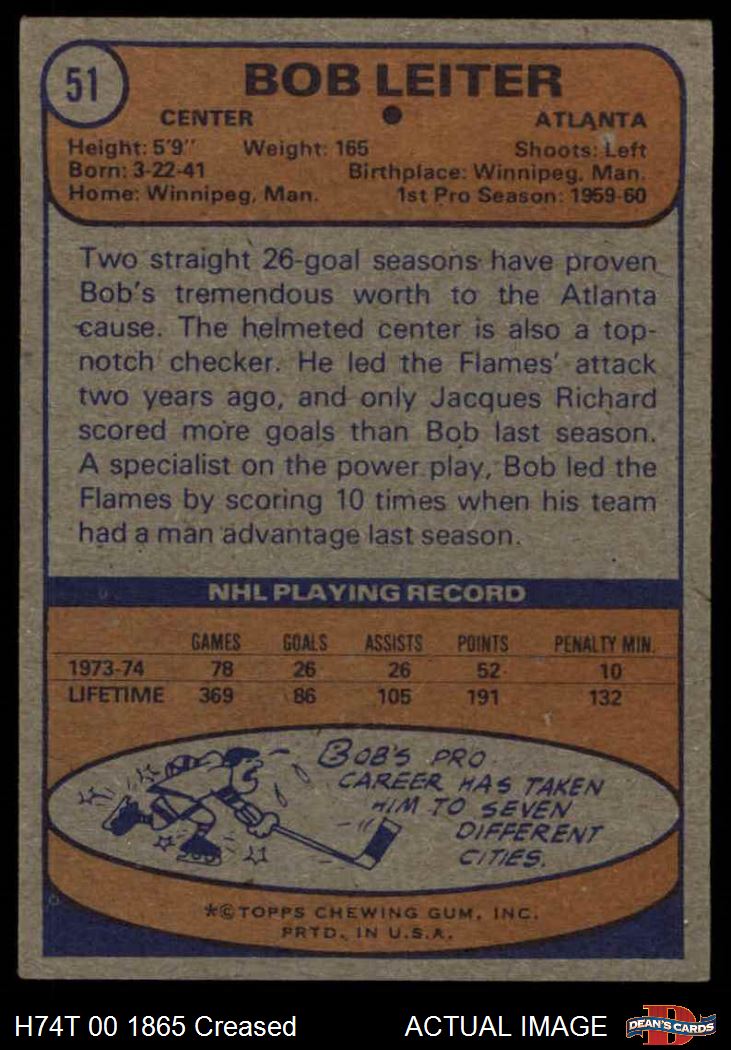 51
BOB LEITER
CENTER ATLANTA
Height: 5'9" Weight: 165 Shoots: Left
Born: 3-22-41 Birthplace: Winnipeg, Man.
Home: Winnipeg, Man. 1st Pro Season: 1959-60
Two straight 26-goal seasons have proven
Bob's tremendous worth to the Atlanta
cause. The helmeted center is also a top-
notch checker. He led the Flames' attack
two years ago, and only Jacques Richard
scored more goals than Bob last season.
A specialist on the power play, Bob led the
Flames by scoring 10 times when his team
had a man advantage last season.
NHL PLAYING RECORD
GAMES GOALS ASSISTS POINTS PENALTY MIN.
1973-74 78 26 26 52 10
LIFETIME 369 86 105 191 132
BOB'S PRO
CAREER HAS TAKEN
HIM TO SEVEN
DIFFERENT
CITIES.
*©TOPPS CHEWING GUM, INC.
PRTD. IN U.S.A.
H74T 00 1865 Creased ACTUAL IMAGE
D
DEAN'S CARDS